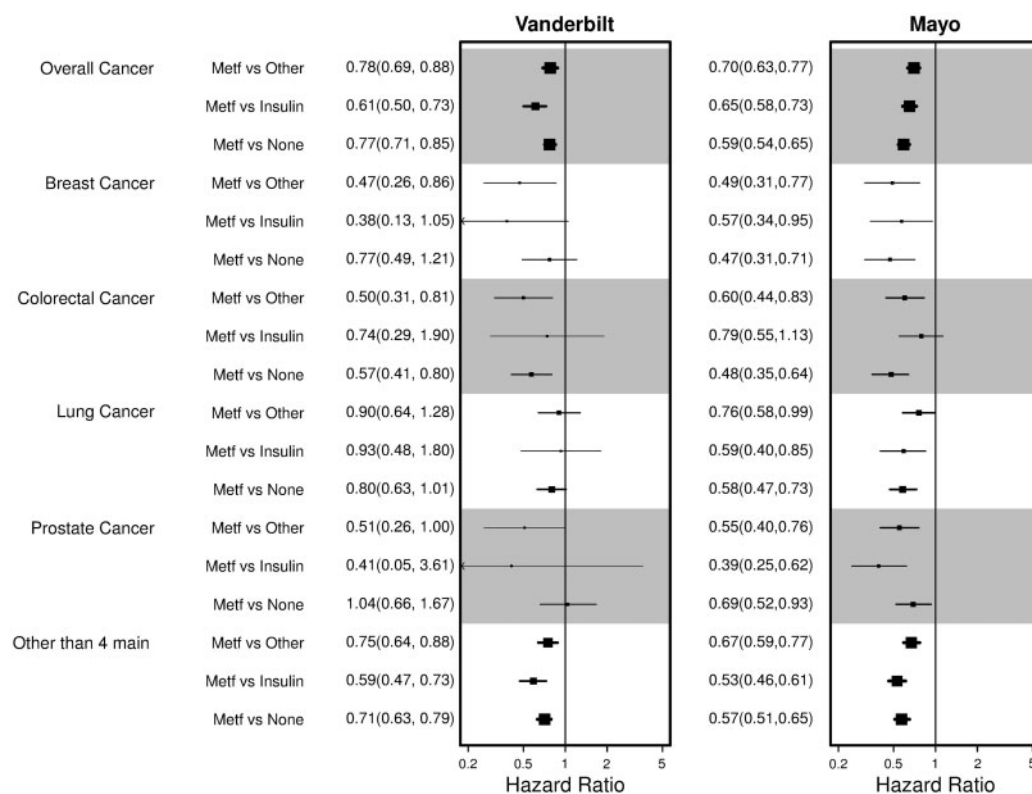 Vanderbilt Mayo
Overall Cancer Metf vs Other 0.78(0.69, 0.88) 0.70(0.63,0.77)
Metf vs Insulin 0.61(0.50, 0.73) 0.65(0.58,0.73)
Metf vs None 0.77(0.71, 0.85) 0.59(0.54,0.65)
Breast Cancer Metf vs Other 0.47(0.26, 0.86) 0.49(0.31,0.77)
Metf vs Insulin 0.38(0.13, 1.05) 0.57(0.34,0.95)
Metf vs None 0.77(0.49, 1.21) 0.47(0.31,0.71)
Colorectal Cancer Metf vs Other 0.50(0.31, 0.81) 0.60(0.44,0.83)
Metf vs Insulin 0.74(0.29, 1.90) 0.79(0.55,1.13)
Metf vs None 0.57(0.41, 0.80) 0.48(0.35,0.64)
Lung Cancer Metf vs Other 0.90(0.64, 1.28) 0.76(0.58,0.99)
Metf vs Insulin 0.93(0.48, 1.80) 0.59(0.40,0.85)
Metf vs None 0.80(0.63, 1.01) 0.58(0.47,0.73)
Prostate Cancer Metf vs Other 0.51(0.26, 1.00) 0.55(0.40,0.76)
Metf vs Insulin 0.41(0.05, 3.61) 0.39(0.25,0.62)
Metf vs None 1.04(0.66, 1.67) 0.69(0.52,0.93)
Other than 4 main Metf vs Other 0.75(0.64, 0.88) 0.67(0.59,0.77)
Metf vs Insulin 0.59(0.47, 0.73) 0.53(0.46,0.61)
Metf vs None 0.71(0.63, 0.79) 0.57(0.51,0.65)
0.2 0.5 1 2 5 0.2 0.5 1 2 5
Hazard Ratio Hazard Ratio